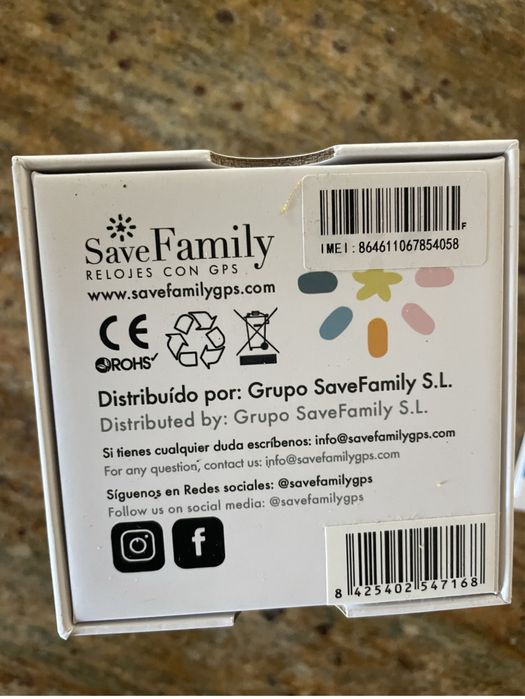 SaveFamily
RELOJES CON GPS
www.savefamilygps.com
F
IMEI: 864611067854058
CE
ROHS
Distribuído por: Grupo SaveFamily S.L.
Distributed by: Grupo SaveFamily S.L.
Si tienes cualquier duda escríbenos: info@savefamilygps.com
For any question, contact us: info@savefamilygps.com
Síguenos en Redes sociales: @savefamilygps
Follow us on social media: @savefamilygps
f
8 425402 547168